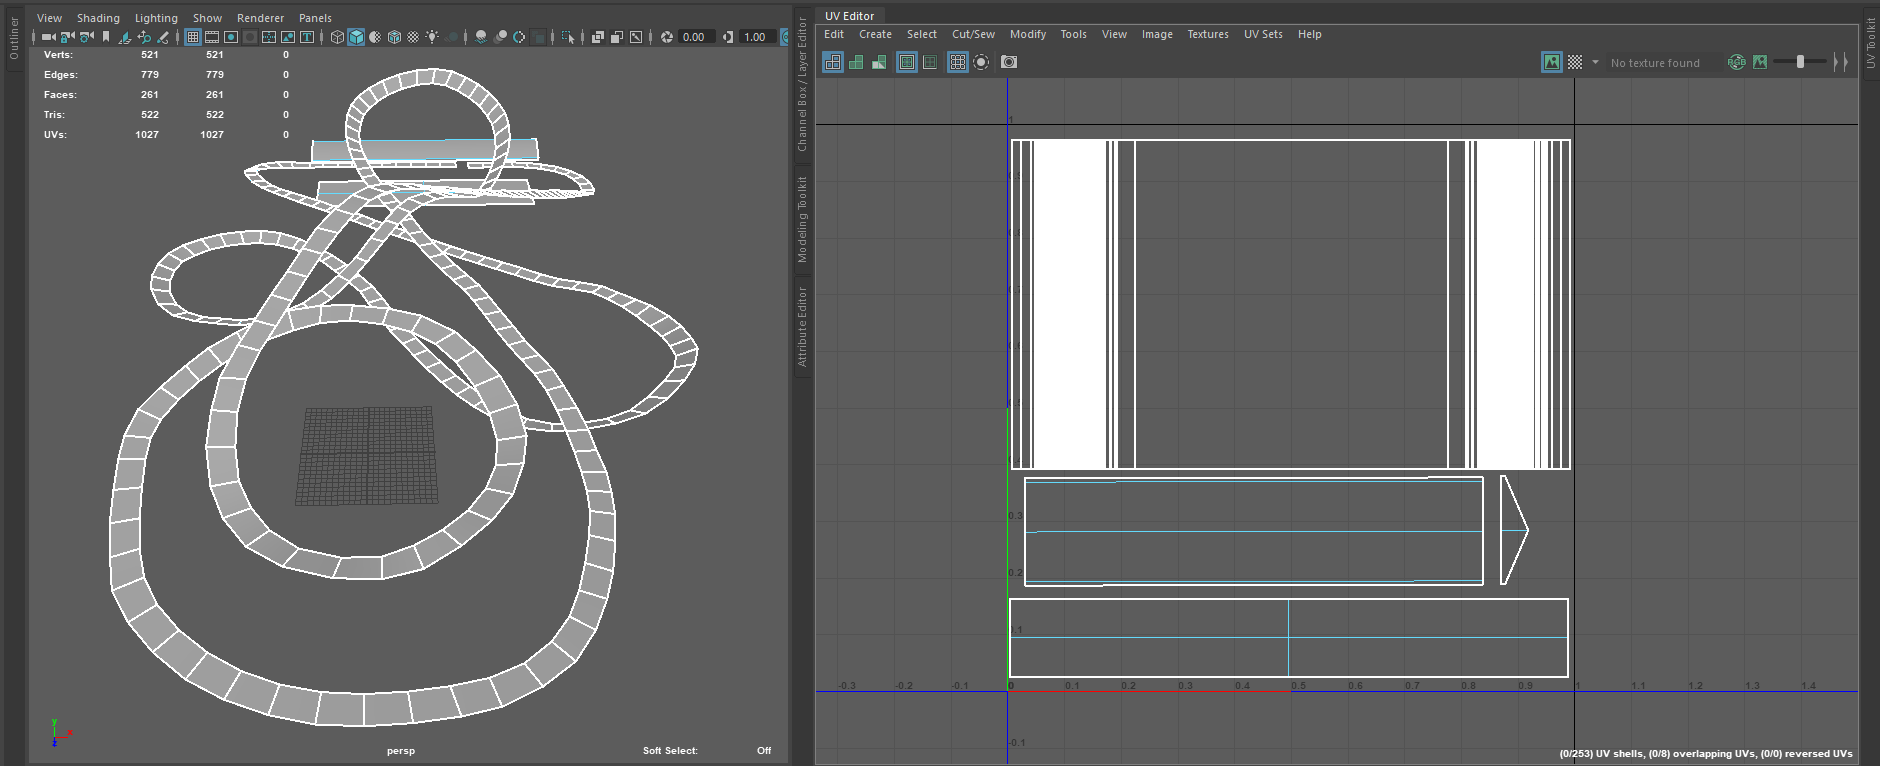 Outliner
View Shading Lighting Show Renderer Panels
0.00 1.00
Verts: 521 521 0
Edges: 779 779 0
Faces: 261 261 0
Tris: 522 522 0
UVs: 1027 1027 0
y
x
z
persp
Soft Select: Off
Channel Box / Layer Editor
Modeling Toolkit
Attribute Editor
UV Editor
Edit Create Select Cut/Sew Modify Tools View Image Textures UV Sets Help
No texture found
RGB
UV Toolkit
1
0.3
0.2
0.1
-0.3 -0.2 -0.1 0 0.1 0.2 0.3 0.4 0.5 0.6 0.7 0.8 0.9 1 1.1 1.2 1.3 1.4
-0.1
(0/253) UV shells, (0/8) overlapping UVs, (0/0) reversed UVs